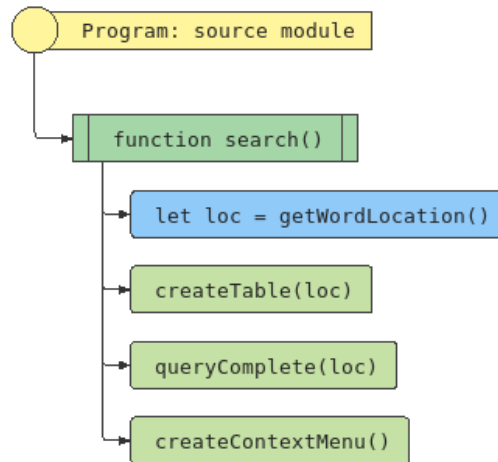 Program: source module
function search()
let loc = getWordLocation()
createTable(loc)
queryComplete(loc)
createContextMenu()